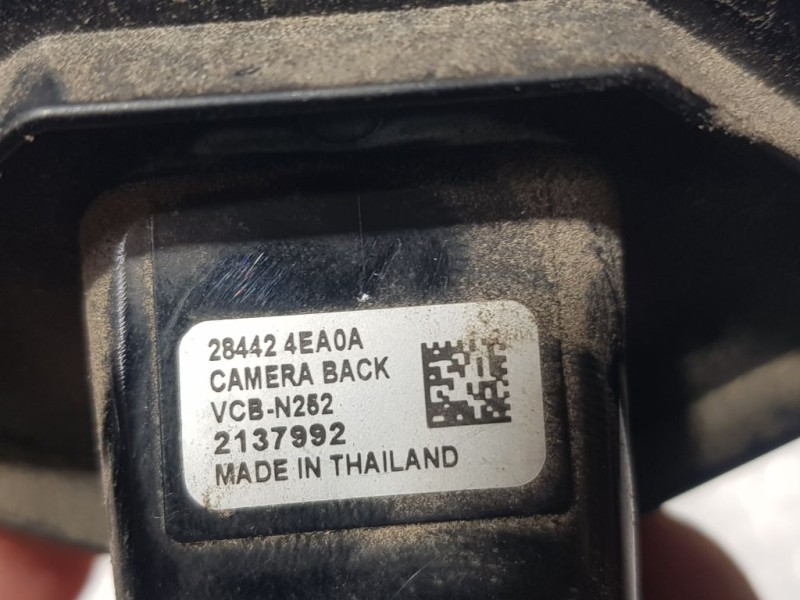 28442 4EA0A
CAMERA BACK
VCB-N252
2137992
MADE IN THAILAND